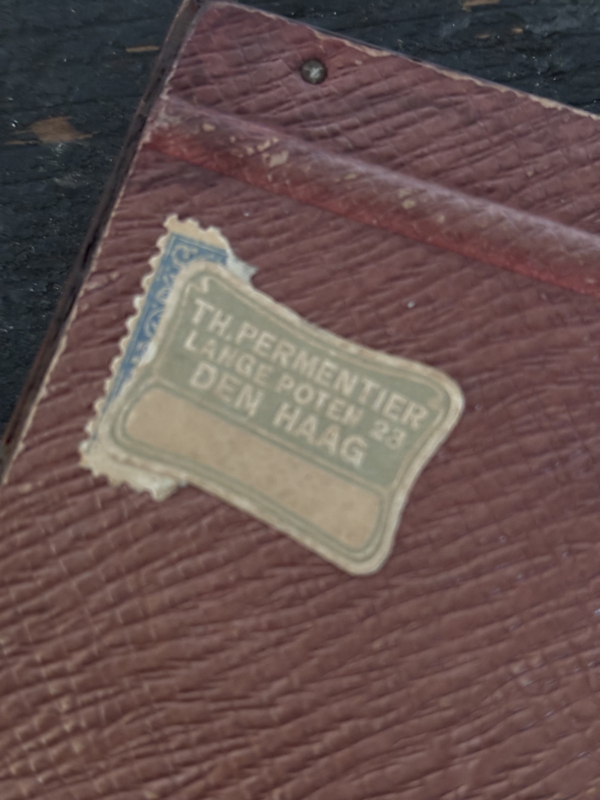 TH. PERMENTIER
LANGE POTEN 23
DEN HAAG